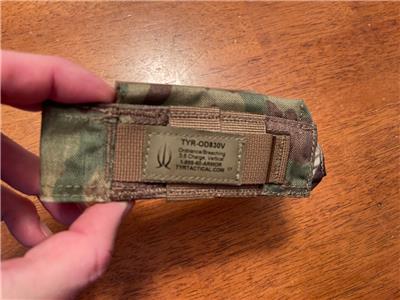 TYR-OD830V
Ordnance/Breaching
3.5 Charge, Vertical
1-888-40-ARMOR
TYRTACTICAL.COM